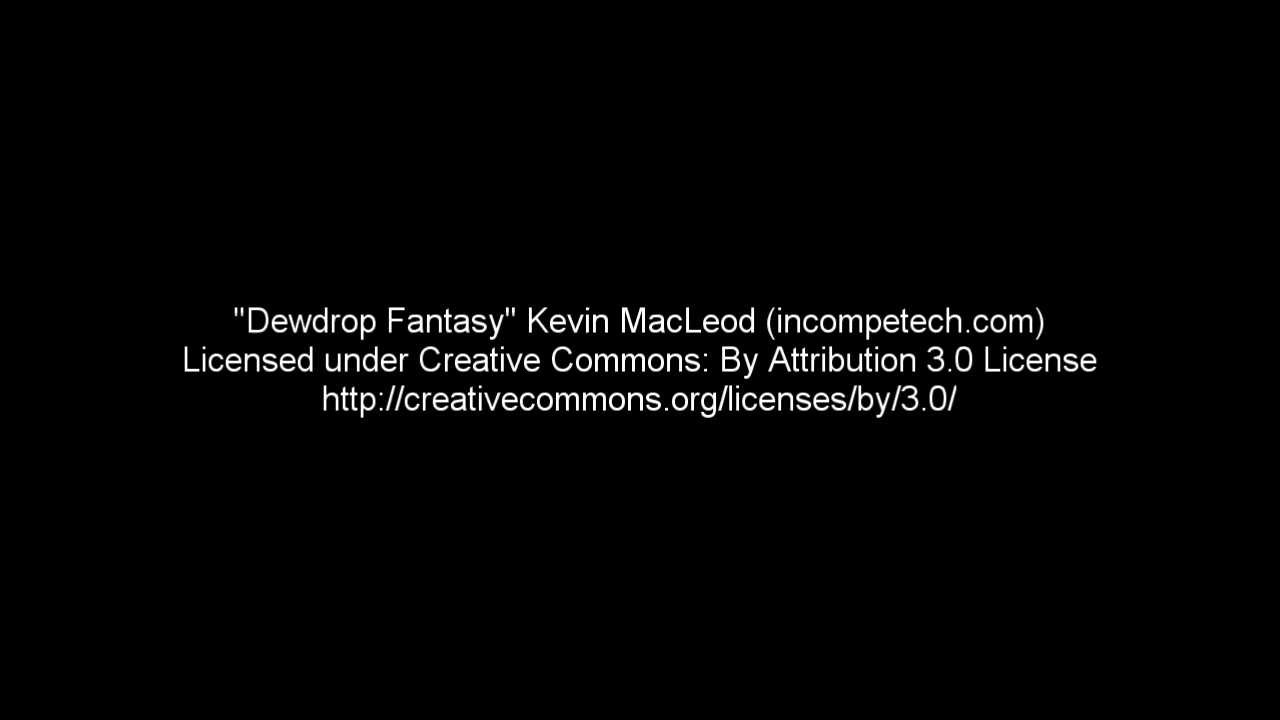 "Dewdrop Fantasy" Kevin MacLeod (incompetech.com)
Licensed under Creative Commons: By Attribution 3.0 License
http://creativecommons.org/licenses/by/3.0/